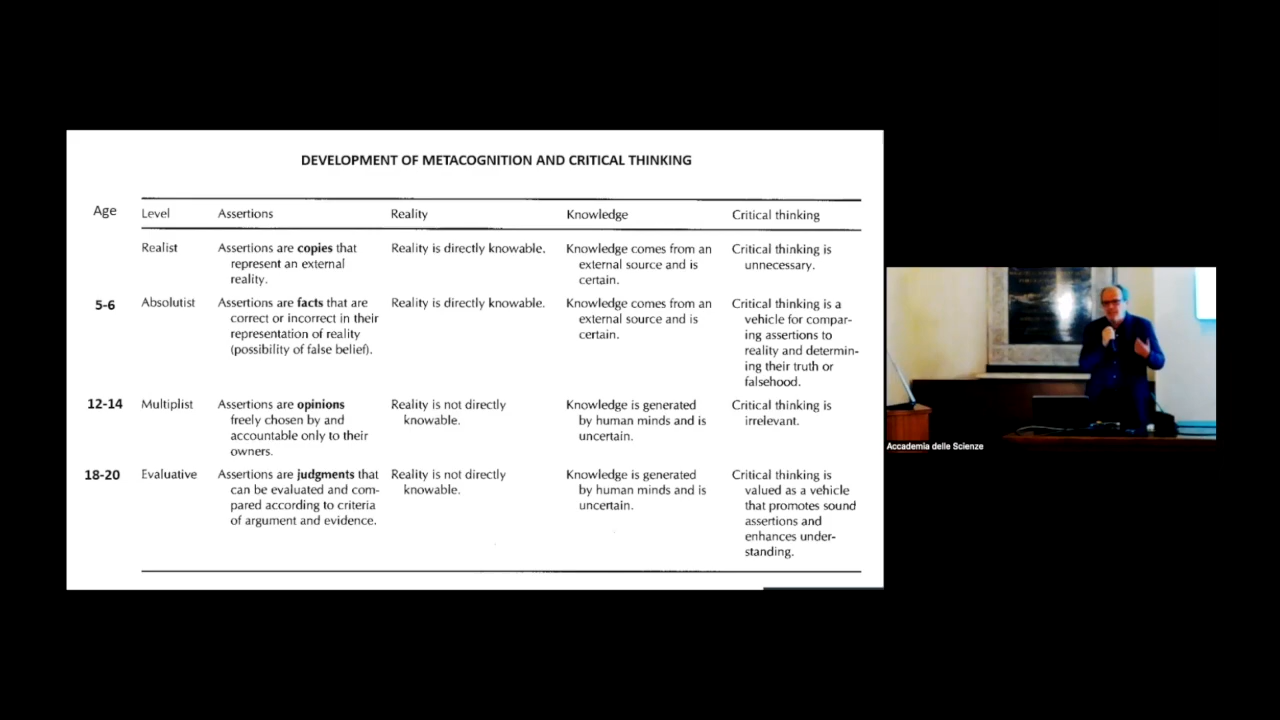 DEVELOPMENT OF METACOGNITION AND CRITICAL THINKING
Age Level Assertions Reality Knowledge Critical thinking
Realist Assertions are copies that Reality is directly knowable. Knowledge comes from an Critical thinking is
represent an external external source and is unnecessary.
reality. certain.
5-6 Absolutist Assertions are facts that are Reality is directly knowable. Knowledge comes from an Critical thinking is a
correct or incorrect in their external source and is vehicle for compar-
representation of reality certain. ing assertions to
(possibility of false belief). reality and determin-
ing their truth or
falsehood.
12-14 Multiplist Assertions are opinions Reality is not directly Knowledge is generated Critical thinking is
freely chosen by and knowable. by human minds and is irrelevant.
accountable only to their uncertain.
owners.
18-20 Evaluative Assertions are judgments that Reality is not directly Knowledge is generated Critical thinking is
can be evaluated and com- knowable. by human minds and is valued as a vehicle
pared according to criteria uncertain. that promotes sound
of argument and evidence. assertions and
enhances under-
standing.
Accademia delle Scienze